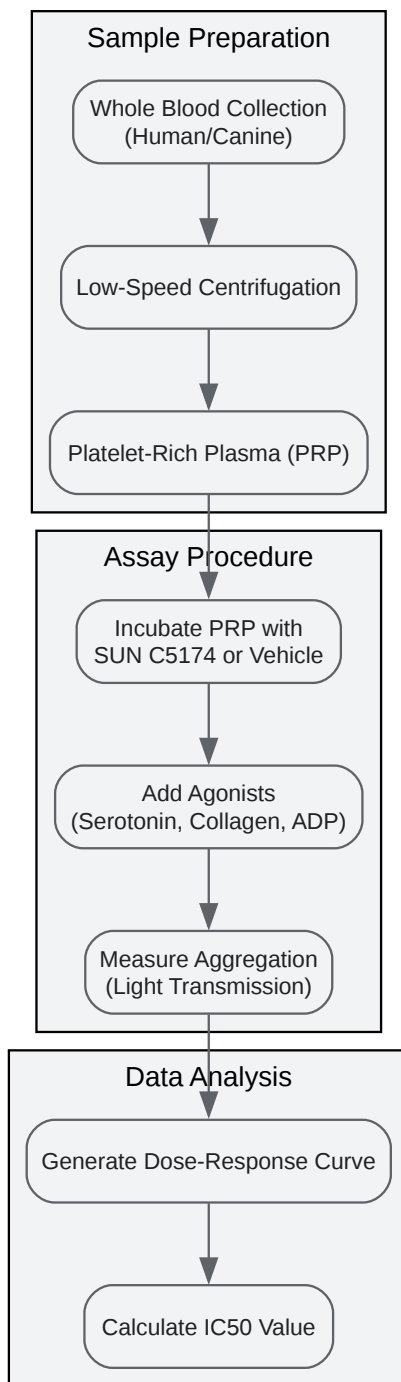 Sample Preparation
Whole Blood Collection
(Human/Canine)
Low-Speed Centrifugation
Platelet-Rich Plasma (PRP)
Assay Procedure
Incubate PRP with
SUN C5174 or Vehicle
Add Agonists
(Serotonin, Collagen, ADP)
Measure Aggregation
(Light Transmission)
Data Analysis
Generate Dose-Response Curve
Calculate IC50 Value